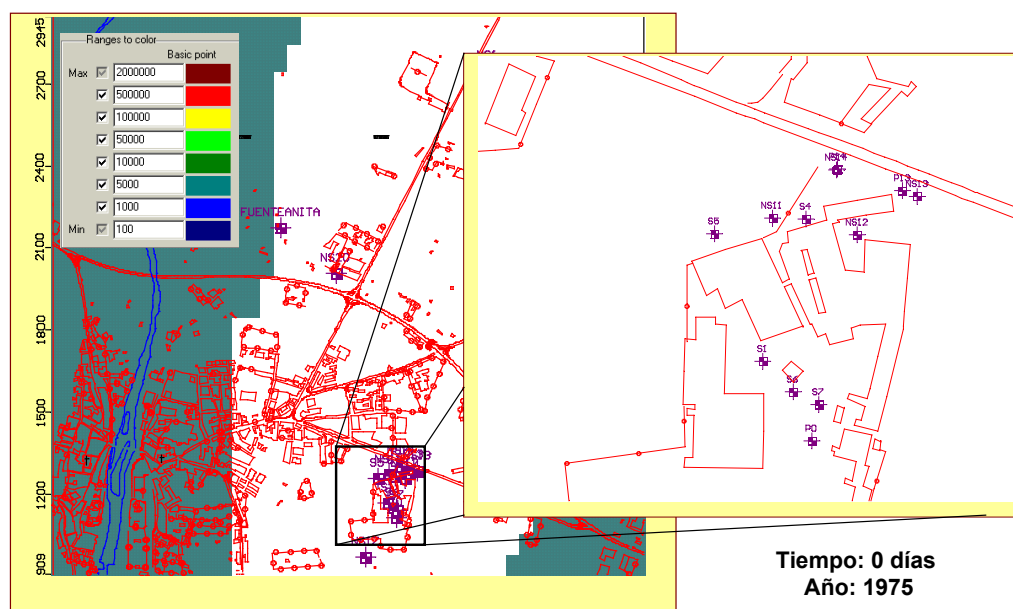 Ranges to color
Basic point
Max 2000000
500000
100000
50000
10000
5000
1000
Min 100
2945
2700
2400
2100
1800
1500
1200
909
FUENTEANITA
S5
NS14
P13
NS13
NS11
S4
S5
NS12
S1
S6
S7
P0
Tiempo: 0 días
Año: 1975